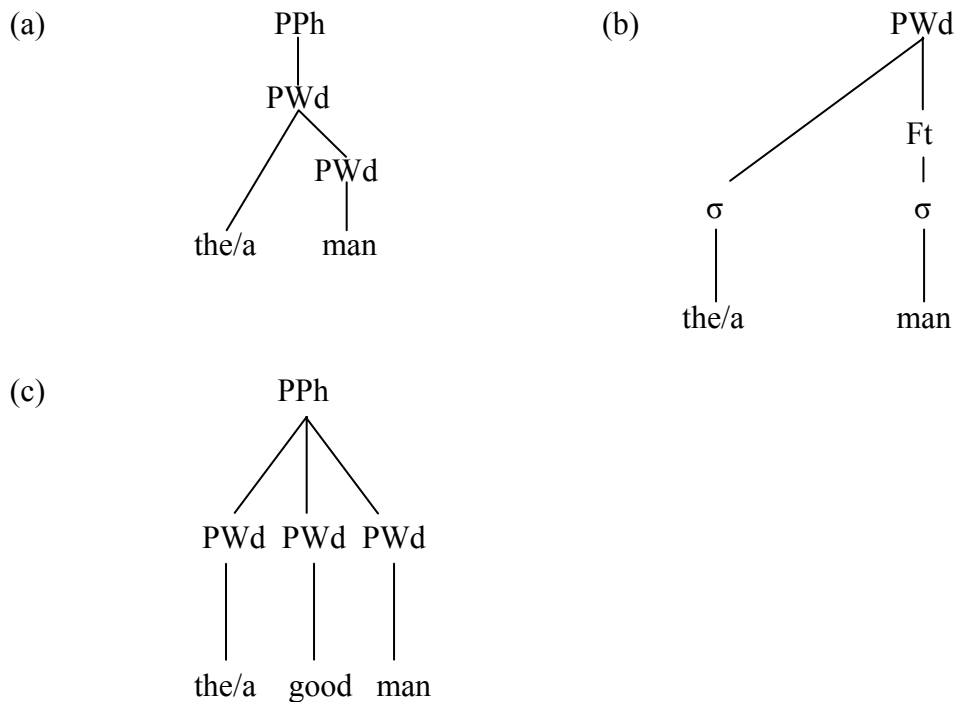 (a) PPh (b) PWd
PWd
Ft
PWd
σ σ
the/a man
the/a man
(c) PPh
PWd PWd PWd
the/a good man